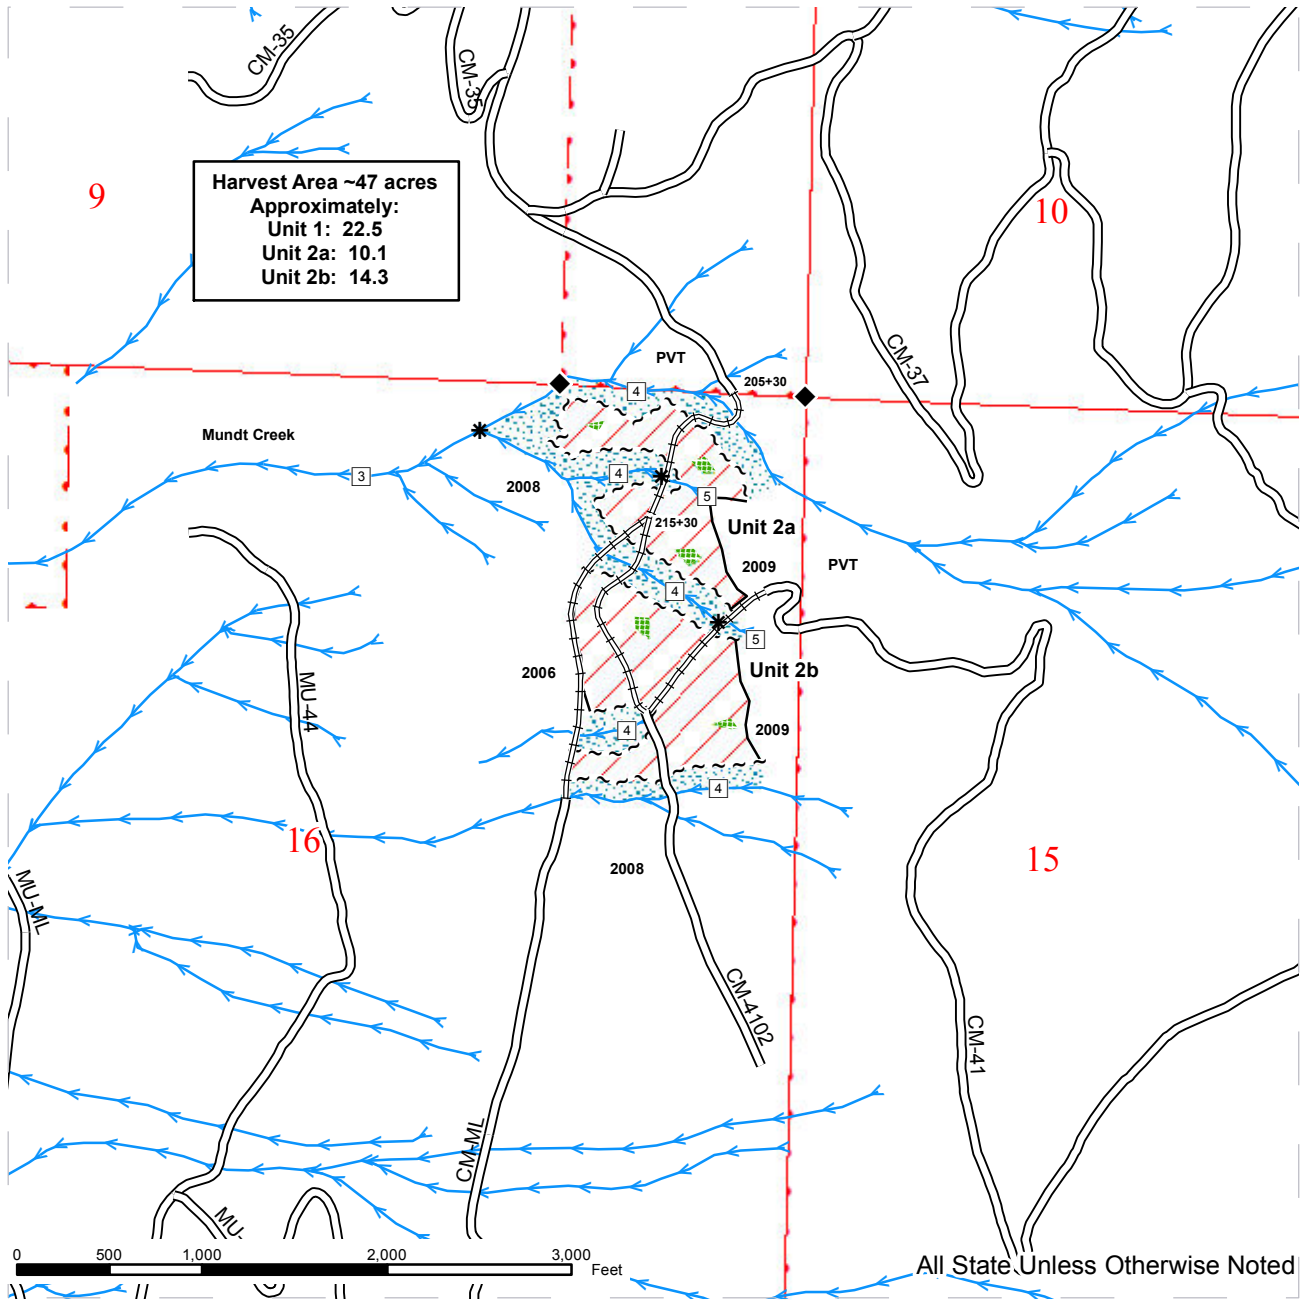 CM-35
CM-35
9
Harvest Area ~47 acres
Approximately:
Unit 1: 22.5
Unit 2a: 10.1
Unit 2b: 14.3
10
PVT
205+30
CM-37
4
Mundt Creek
3
4
2008
5
215+30
Unit 2a
2009
PVT
4
5
Unit 2b
2006
MU-44
4
2009
4
16
2008
15
MU-ML
CM-4102
CM-41
CM-ML
MU-
0 500 1,000 2,000 3,000
Feet
All State Unless Otherwise Noted